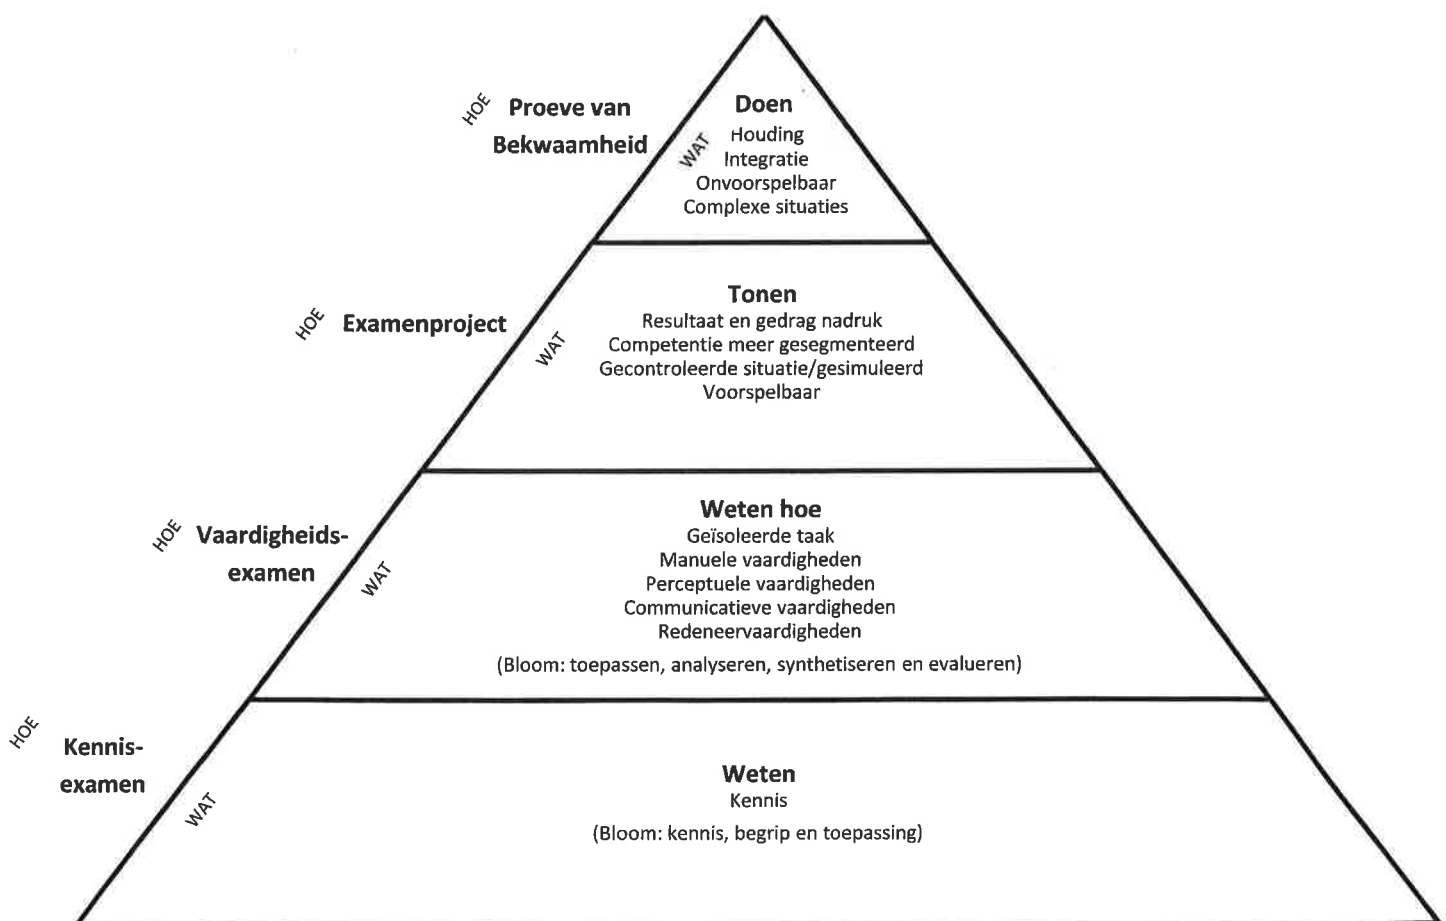 HOE
Proeve van
Bekwaamheid
WAT
Doen
Houding
Integratie
Onvoorspelbaar
Complexe situaties
HOE
Examenproject
WAT
Tonen
Resultaat en gedrag nadruk
Competentie meer gesegmenteerd
Gecontroleerde situatie/gesimuleerd
Voorspelbaar
HOE
Vaardigheids-
examen
WAT
Weten hoe
Geïsoleerde taak
Manuele vaardigheden
Perceptuele vaardigheden
Communicatieve vaardigheden
Redeneervaardigheden
(Bloom: toepassen, analyseren, synthetiseren en evalueren)
HOE
Kennis-
examen
WAT
Weten
Kennis
(Bloom: kennis, begrip en toepassing)